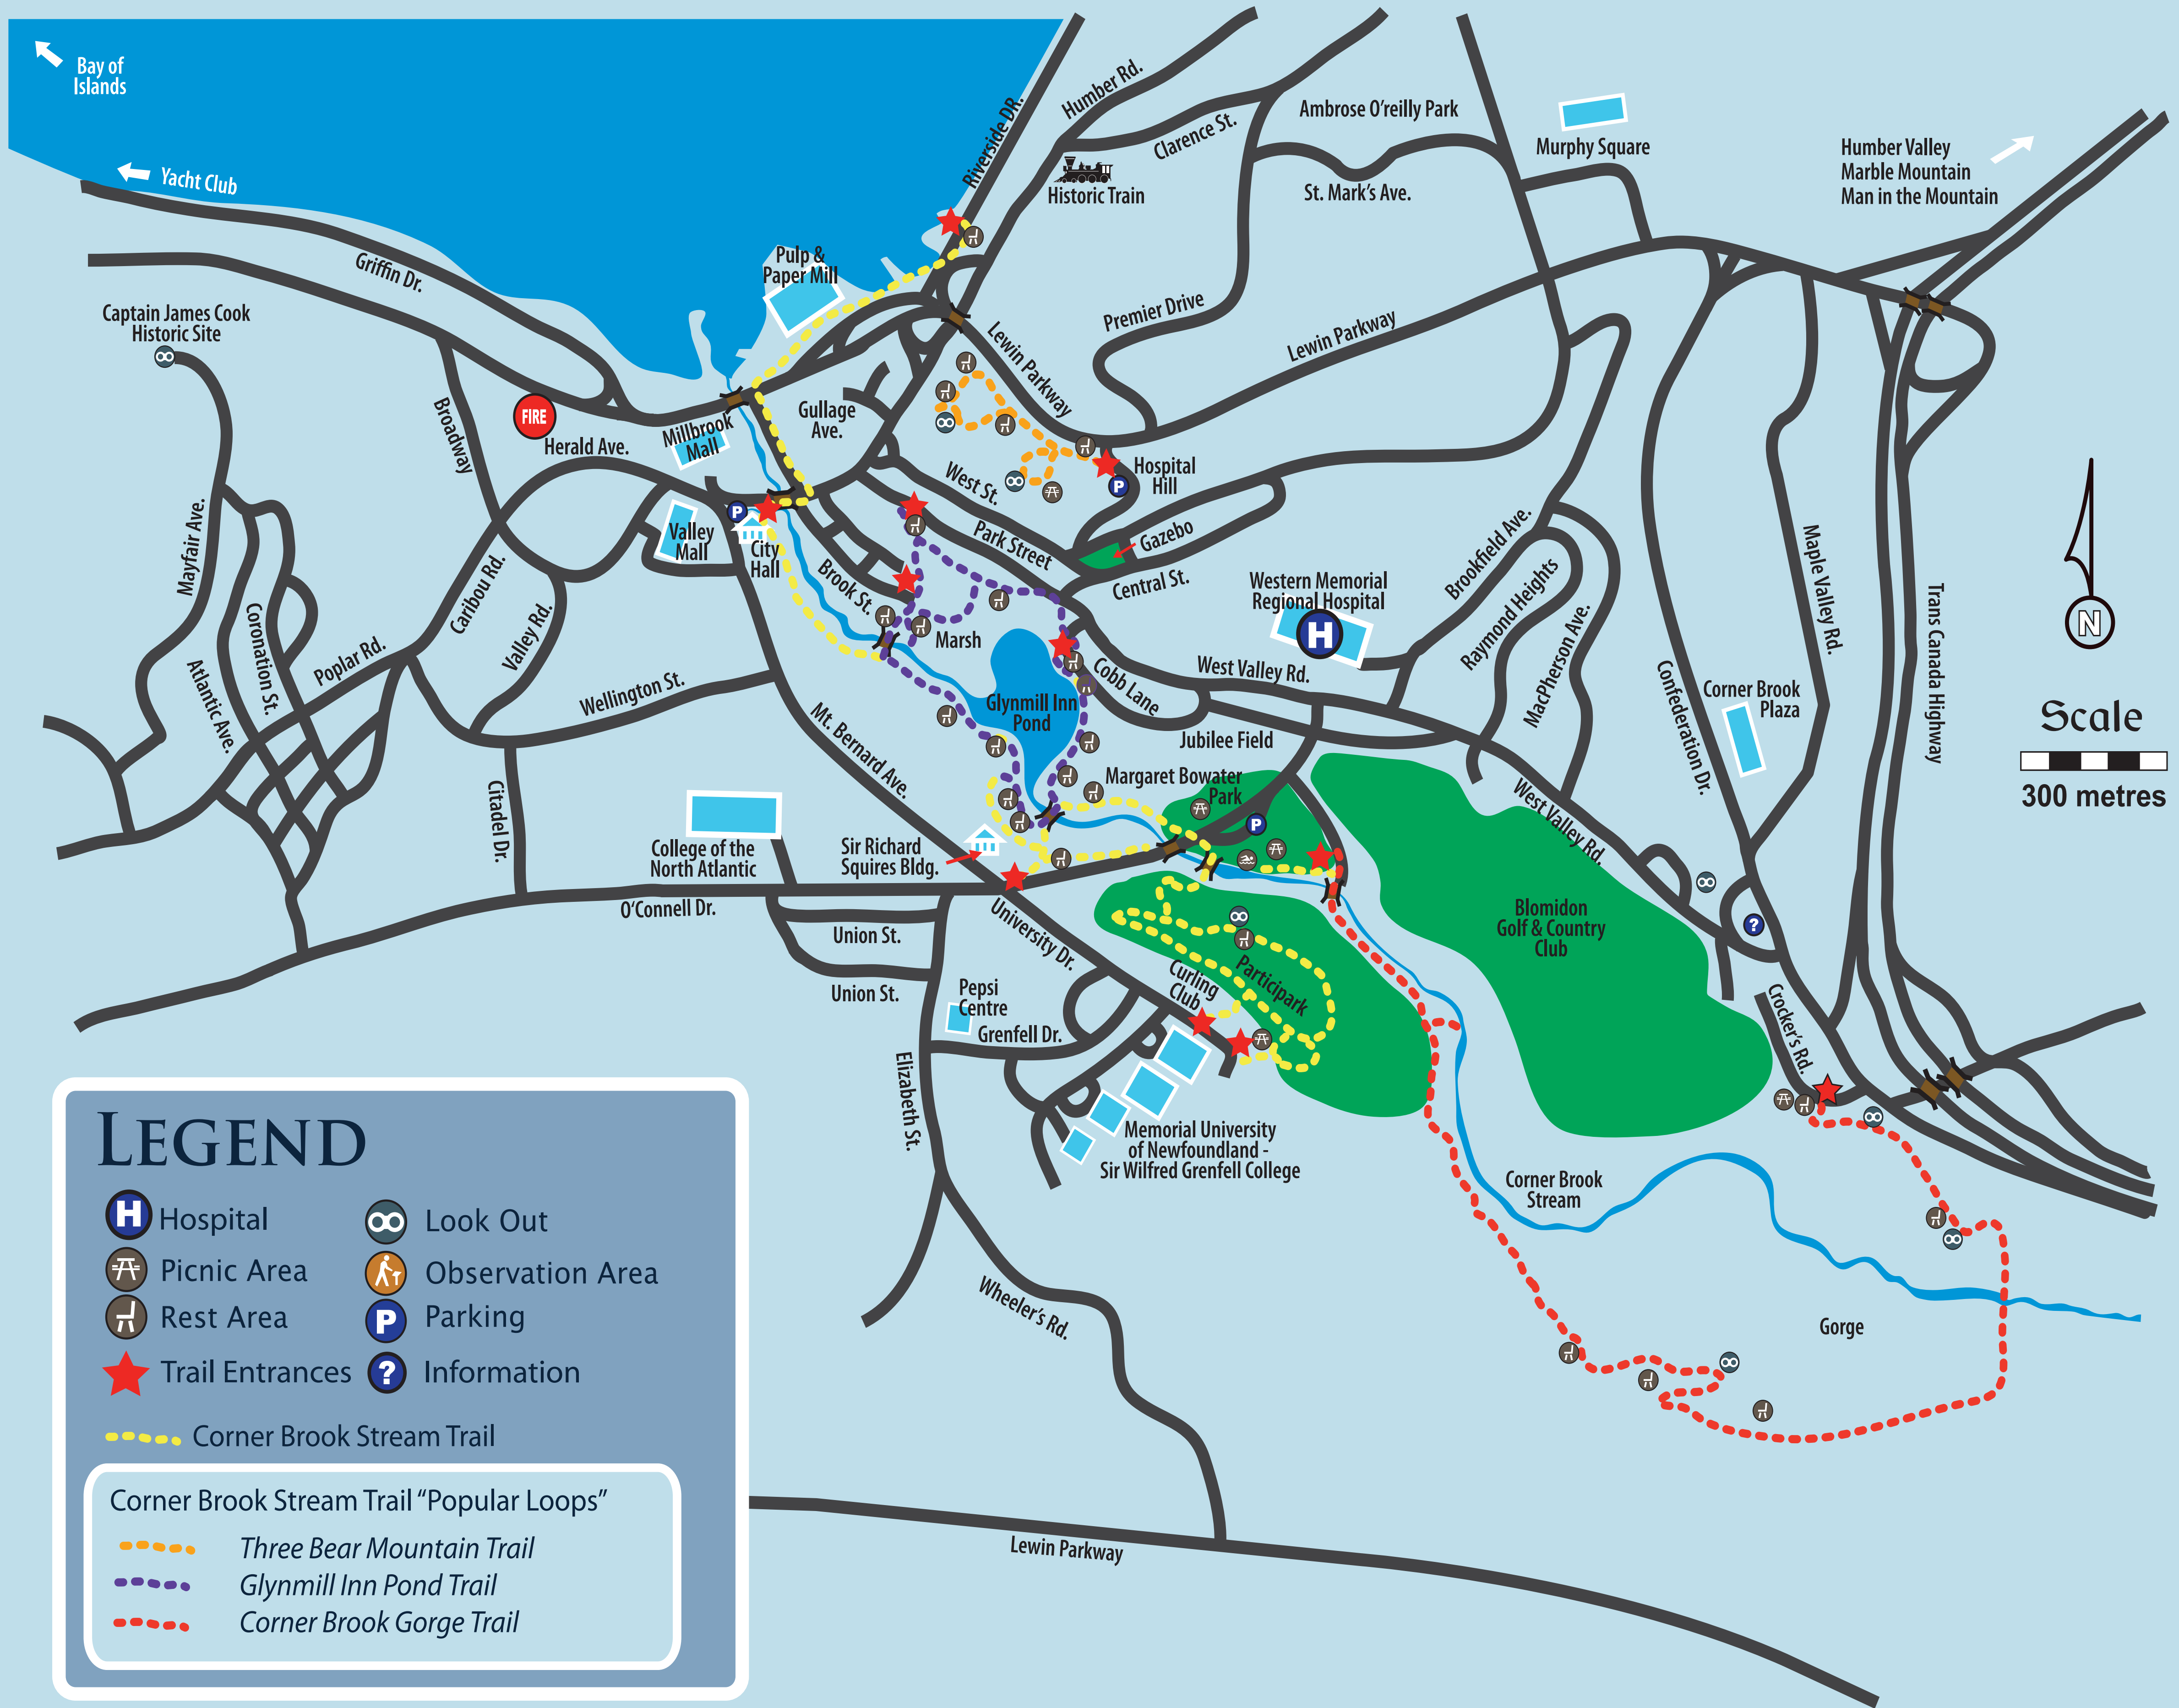 Bay of
Islands
Yacht Club
Riverside DR.
Humber Rd.
Clarence St.
Historic Train
Ambrose O'reilly Park
St. Mark's Ave.
Murphy Square
Humber Valley
Marble Mountain
Man in the Mountain
Griffin Dr.
Captain James Cook
Historic Site
Pulp &
Paper Mill
Lewin Parkway
Premier Drive
Lewin Parkway
Broadway
FIRE
Herald Ave.
Millbrook
Mall
Gullage
Ave.
West St.
Hospital
Hill
P
Park Street
Gazebo
Central St.
Mayfair Ave.
Valley
Mall
P
City
Hall
Brook St.
Marsh
Caribou Rd.
Valley Rd.
Coronation St.
Atlantic Ave.
Poplar Rd.
Wellington St.
Western Memorial
Regional Hospital
H
Brookfield Ave.
Raymond Heights
MacPherson Ave.
Maple Valley Rd.
Trans Canada Highway
N
Scale
300 metres
Corner Brook
Plaza
Confederation Dr.
Glynmill Inn
Pond
Cobb Lane
West Valley Rd.
Jubilee Field
Mt. Bernard Ave.
Margaret Bowater
Park
P
Citadel Dr.
College of the
North Atlantic
Sir Richard
Squires Bldg.
West Valley Rd.
O'Connell Dr.
Union St.
Union St.
University Dr.
Blomidon
Golf & Country
Club
?
Curling
Club
Participark
Pepsi
Centre
Grenfell Dr.
Crocker's Rd.
Elizabeth St.
Memorial University
of Newfoundland -
Sir Wilfred Grenfell College
Corner Brook
Stream
Gorge
Wheeler's Rd.
Lewin Parkway
LEGEND
H Hospital
Look Out
Picnic Area
Observation Area
Rest Area
P Parking
Trail Entrances
? Information
Corner Brook Stream Trail
Corner Brook Stream Trail "Popular Loops"
Three Bear Mountain Trail
Glynmill Inn Pond Trail
Corner Brook Gorge Trail